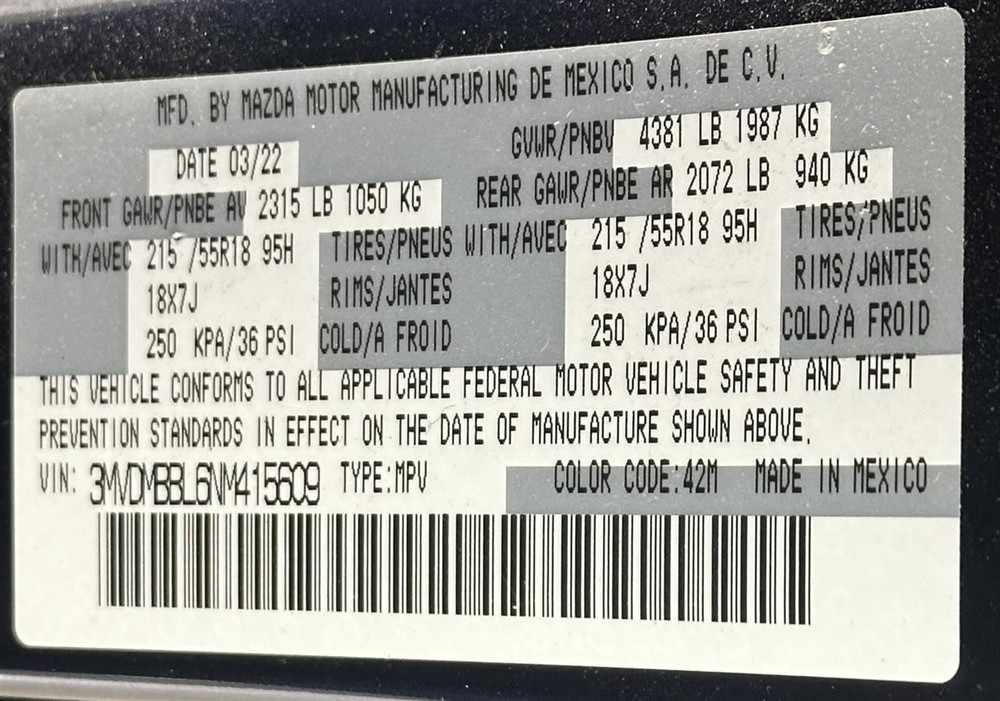 MFD. BY MAZDA MOTOR MANUFACTURING DE MEXICO S.A. DE C.V.
DATE 03/22 GVWR/PNBV 4381 LB 1987 KG
FRONT GAWR/PNBE AV 2315 LB 1050 KG REAR GAWR/PNBE AR 2072 LB 940 KG
WITH/AVEC 215 /55R18 95H TIRES/PNEUS WITH/AVEC 215 /55R18 95H TIRES/PNEUS
18X7J RIMS/JANTES 18X7J RIMS/JANTES
250 KPA/36 PSI COLD/A FROID 250 KPA/36 PSI COLD/A FROID
THIS VEHICLE CONFORMS TO ALL APPLICABLE FEDERAL MOTOR VEHICLE SAFETY AND THEFT
PREVENTION STANDARDS IN EFFECT ON THE DATE OF MANUFACTURE SHOWN ABOVE.
VIN: 3MVDMBBL6NM415609 TYPE:MPV COLOR CODE:42M MADE IN MEXICO